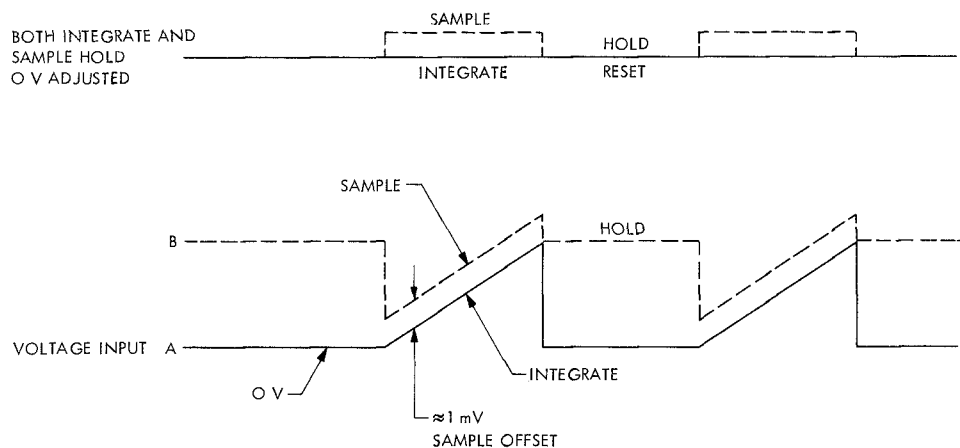 SAMPLE
BOTH INTEGRATE AND
SAMPLE HOLD
O V ADJUSTED
HOLD
INTEGRATE
RESET
SAMPLE
B
HOLD
VOLTAGE INPUT A
INTEGRATE
O V
≈1 mV
SAMPLE OFFSET